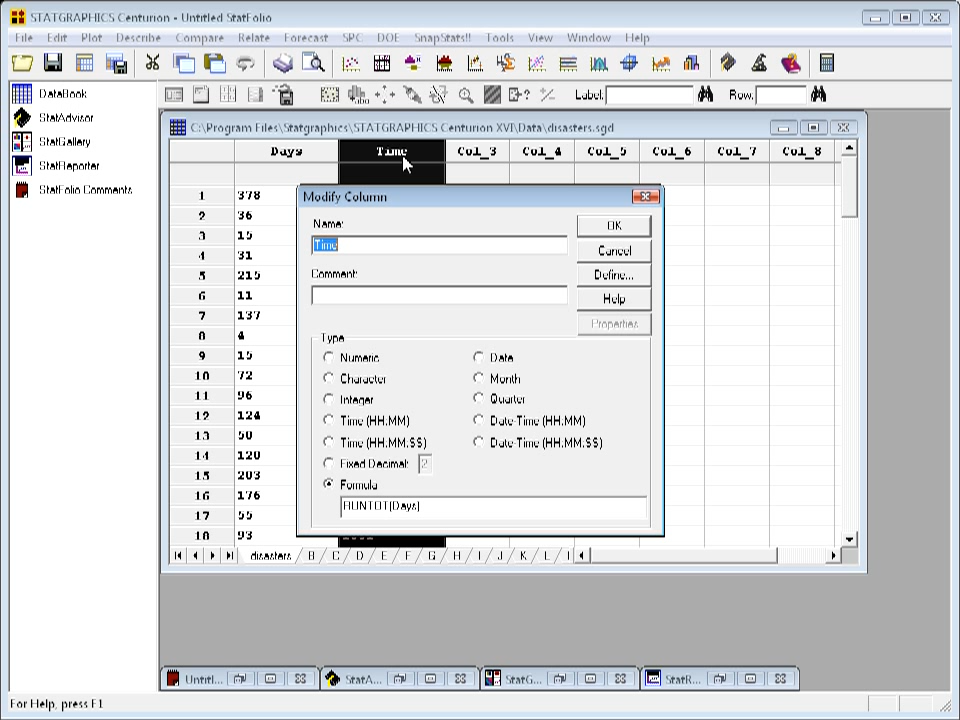 STATGRAPHICS Centurion - Untitled StatFolio
File Edit Plot Describe Compare Relate Forecast SPC DOE SnapStats!! Tools View Window Help
Label: Row:
DataBook
StatAdvisor
StatGallery
StatReporter
StatFolio Comments
C:\Program Files\Statgraphics\STATGRAPHICS Centurion XVI\Data\disasters.sgd
Days Time Col_3 Col_4 Col_5 Col_6 Col_7 Col_8
1 378
2 36
3 15
4 31
5 215
6 11
7 137
8 4
9 15
10 72
11 96
12 124
13 50
14 120
15 203
16 176
17 55
18 93
Modify Column
Name:
Time
Comment:
OK
Cancel
Define...
Help
Properties
Type
Numeric Date
Character Month
Integer Quarter
Time (HH:MM) Date-Time (HH:MM)
Time (HH:MM:SS) Date-Time (HH:MM:SS)
Fixed Decimal: 2
Formula
RUNTOT(Days)
disasters B C D E F G H I J K L
Untitl... StatA... StatG... StatR...
For Help, press F1